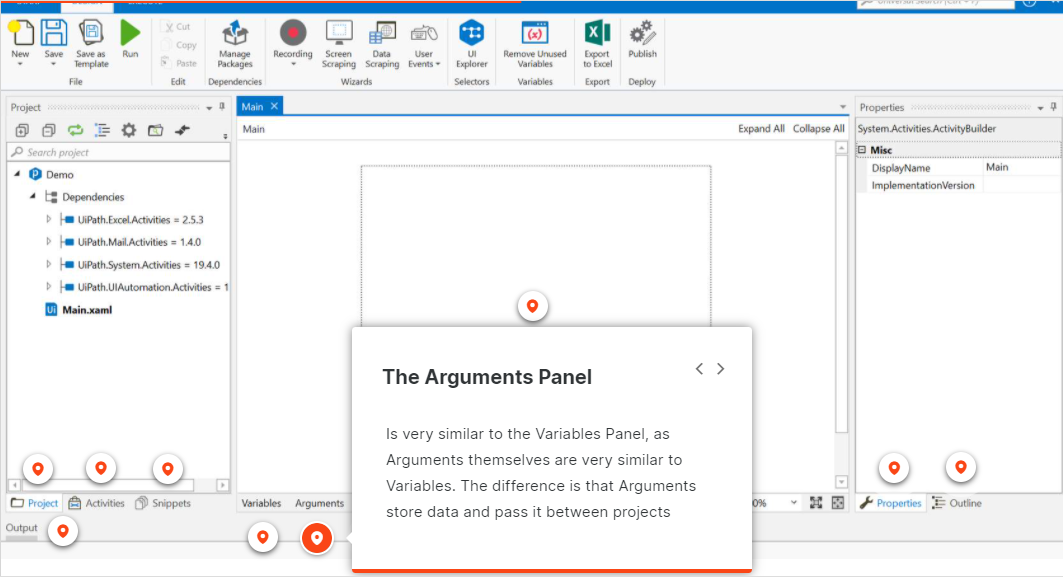 Universal Search (Ctrl + F)
New
Save
Save as
Template
Run
Cut
Copy
Paste
Manage
Packages
Recording
Screen
Scraping
Data
Scraping
User
Events
UI
Explorer
Remove Unused
Variables
Export
to Excel
Publish
File
Edit
Dependencies
Wizards
Selectors
Variables
Export
Deploy
Project
Search project
Demo
Dependencies
UiPath.Excel.Activities = 2.5.3
UiPath.Mail.Activities = 1.4.0
UiPath.System.Activities = 19.4.0
UiPath.UIAutomation.Activities = 1
Ui Main.xaml
Project Activities Snippets
Output
Main
Main
Expand All Collapse All
The Arguments Panel
Is very similar to the Variables Panel, as
Arguments themselves are very similar to
Variables. The difference is that Arguments
store data and pass it between projects
Variables Arguments
0%
Properties
System.Activities.ActivityBuilder
Misc
DisplayName Main
ImplementationVersion
Properties Outline